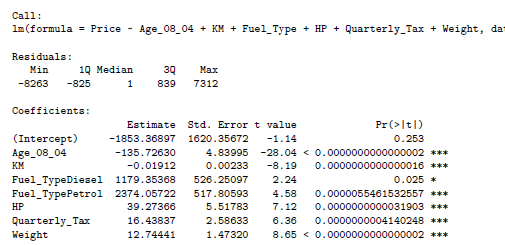 Call:
lm(formula = Price ~ Age_08_04 + KM + Fuel_Type + HP + Quarterly_Tax + Weight, dat
Residuals:
Min 1Q Median 3Q Max
-8263 -825 1 839 7312
Coefficients:
Estimate Std. Error t value Pr(>|t|)
(Intercept) -1853.36897 1620.35672 -1.14 0.253
Age_08_04 -135.72630 4.83995 -28.04 < 0.0000000000000002 ***
KM -0.01912 0.00233 -8.19 0.0000000000000016 ***
Fuel_TypeDiesel 1179.35368 526.25097 2.24 0.025 *
Fuel_TypePetrol 2374.05722 517.80593 4.58 0.0000055461532557 ***
HP 39.27366 5.51783 7.12 0.0000000000031903 ***
Quarterly_Tax 16.43837 2.58633 6.36 0.0000000004140248 ***
Weight 12.74441 1.47320 8.65 < 0.0000000000000002 ***